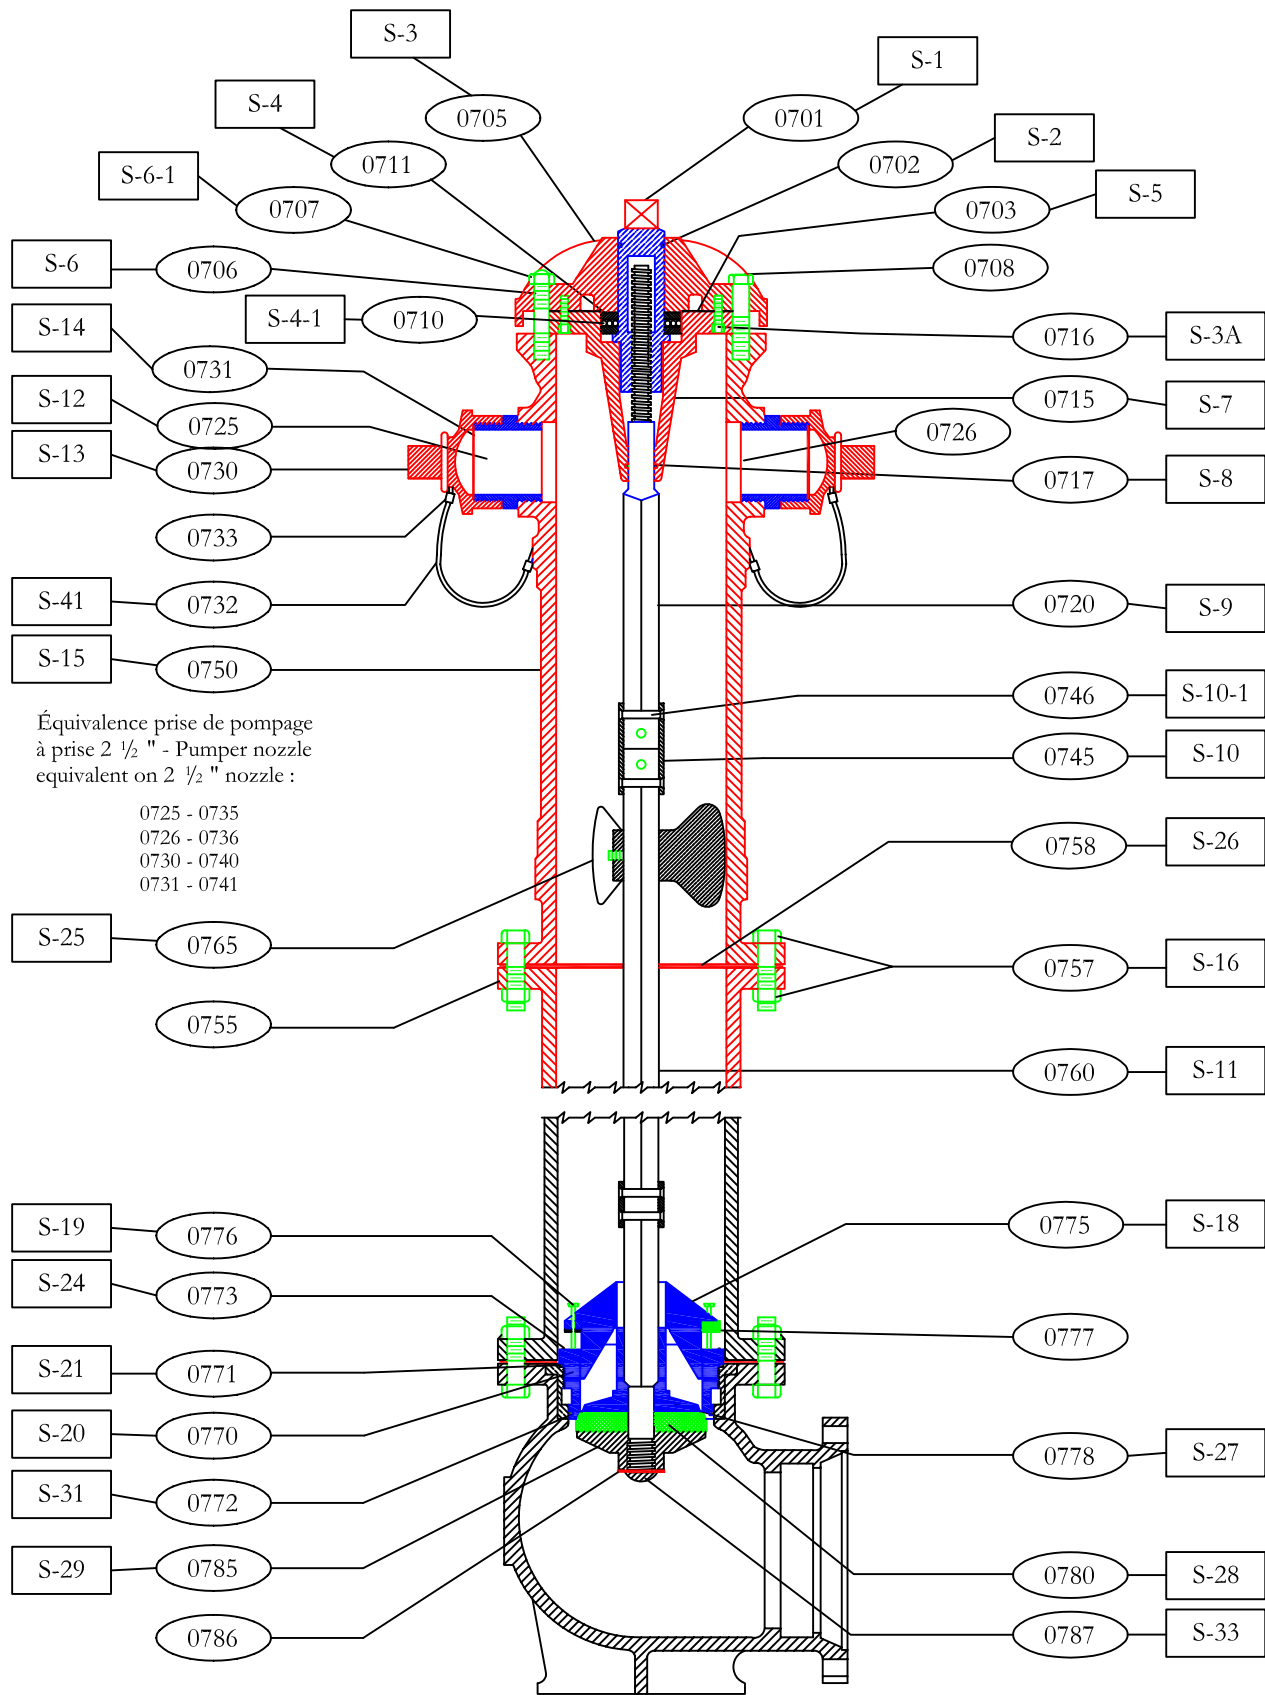 S-3
S-1
S-4
0705
0701
S-2
S-6-1
0711
0702
S-5
0707
0703
S-6
0706
0708
S-14
S-4-1
0710
0716
S-3A
0731
S-12
0725
0715
S-7
0726
S-13
0730
0717
S-8
0733
S-41
0732
0720
S-9
S-15
0750
0746
S-10-1
Équivalence prise de pompage
à prise 2 ½ " - Pumper nozzle
equivalent on 2 ½ " nozzle :
0745
S-10
0725 - 0735
0726 - 0736
0730 - 0740
0731 - 0741
0758
S-26
S-25
0765
0757
S-16
0755
0760
S-11
S-19
0776
0775
S-18
S-24
0773
0777
S-21
0771
S-20
0770
0778
S-27
S-31
0772
S-29
0785
0780
S-28
0786
0787
S-33